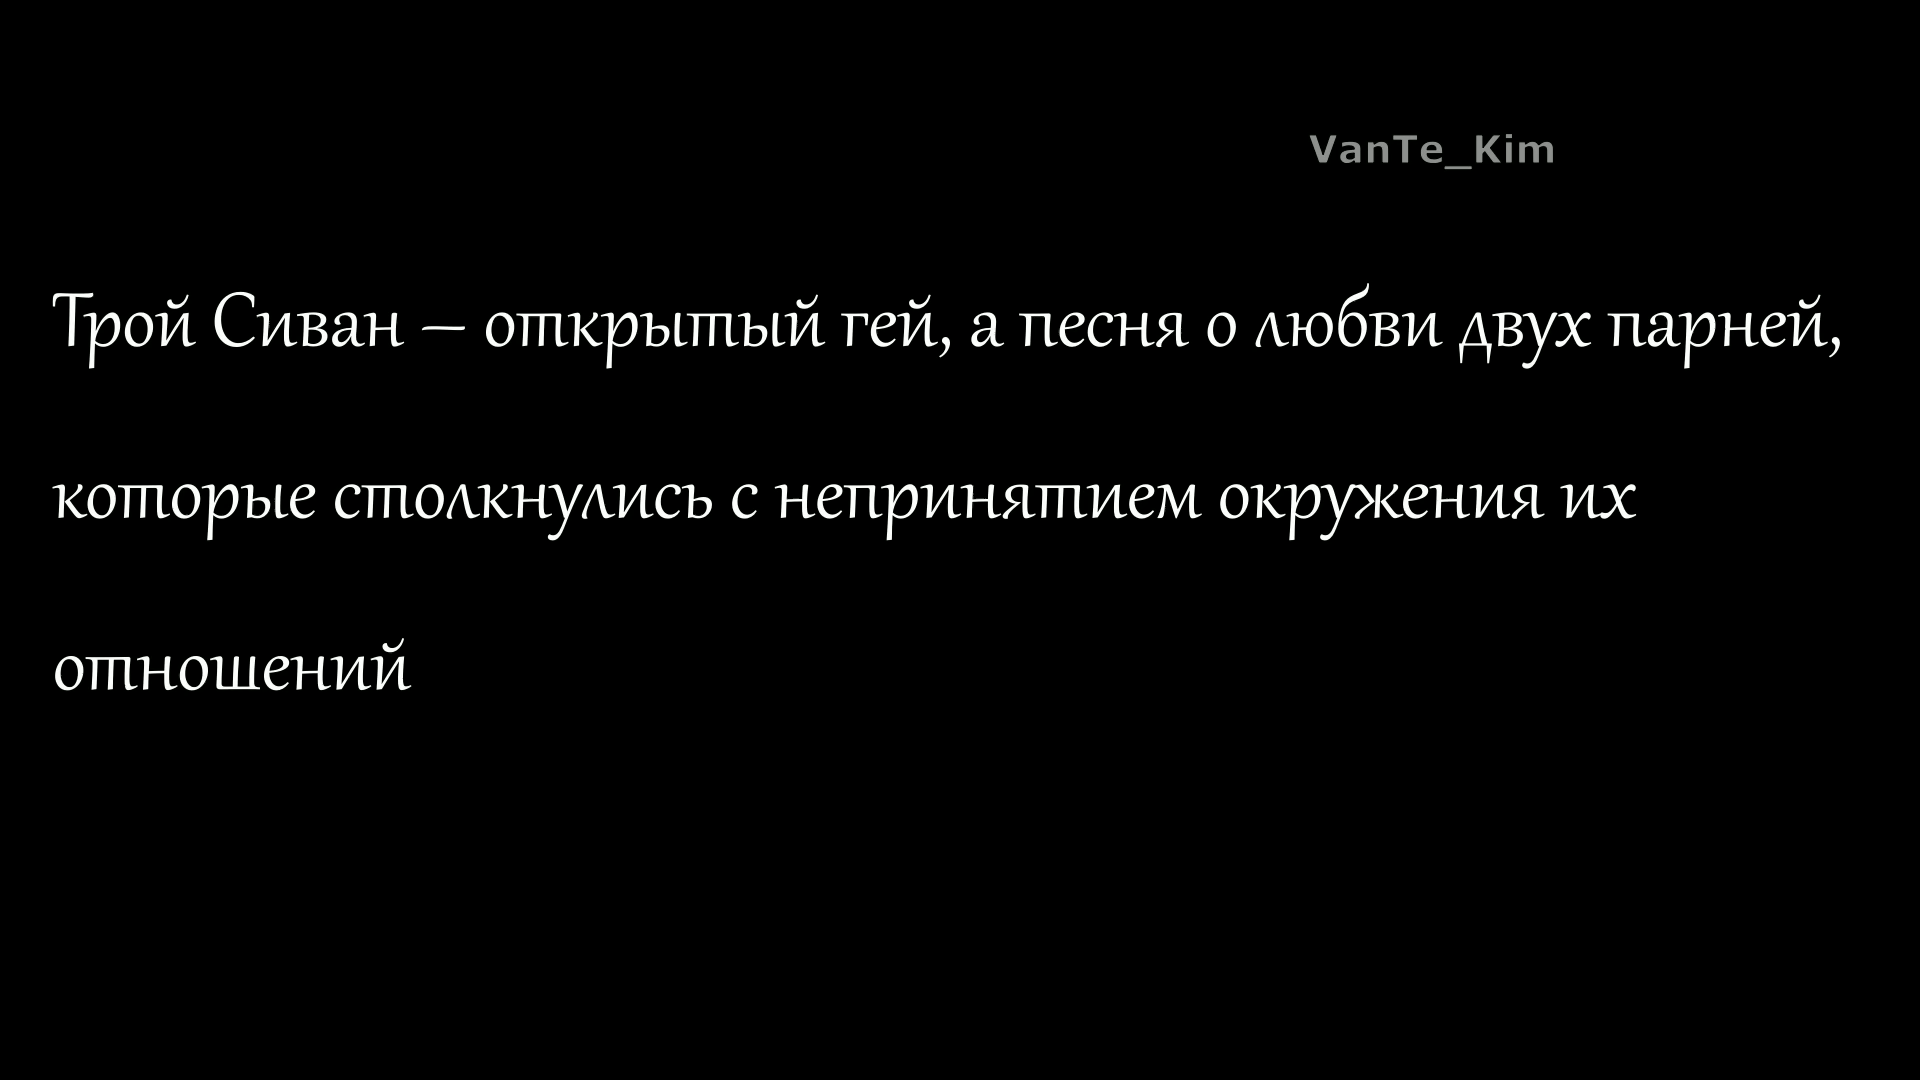 VanTe_Kim
Трой Сиван — открытый гей, а песня о любви двух парней,
которые столкнулись с непринятием окружения их
отношений